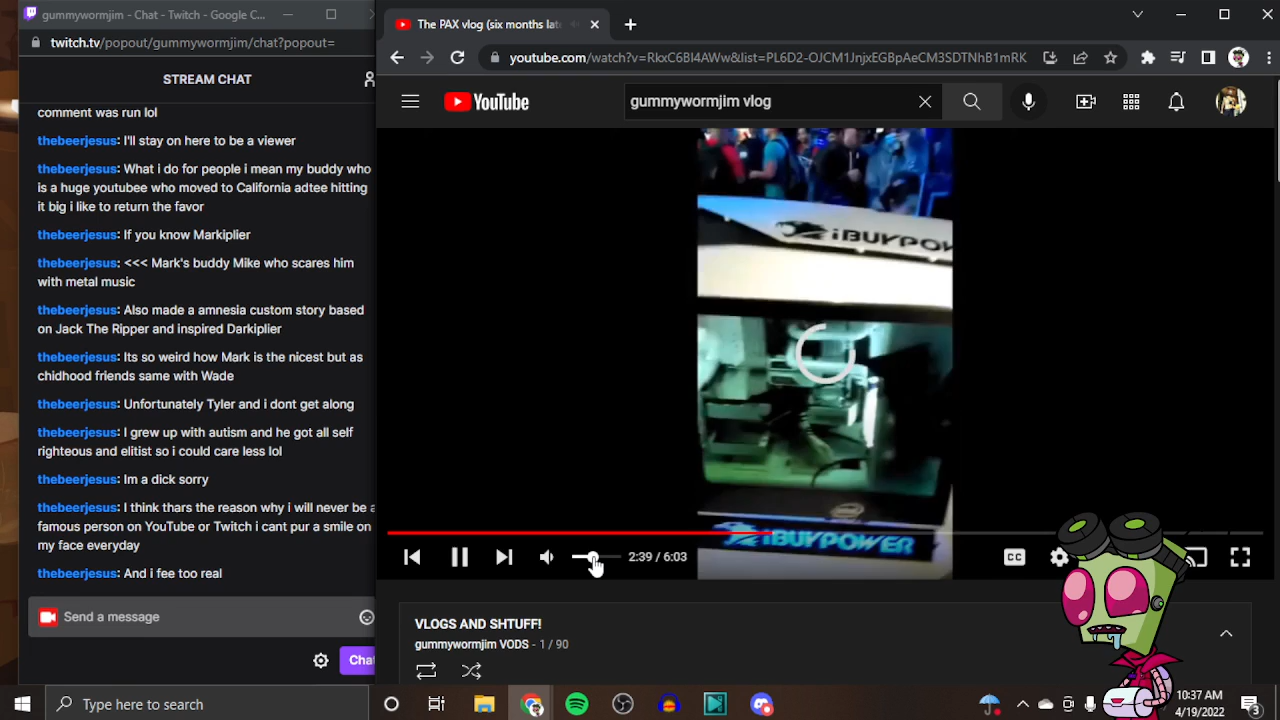 gummywormjim - Chat - Twitch - Google C...
twitch.tv/popout/gummywormjim/chat?popout=
STREAM CHAT
comment was run lol
thebeerjesus: I'll stay on here to be a viewer
thebeerjesus: What i do for people i mean my buddy who
is a huge youtubee who moved to California adtee hitting
it big i like to return the favor
thebeerjesus: If you know Markiplier
thebeerjesus: <<< Mark's buddy Mike who scares him
with metal music
thebeerjesus: Also made a amnesia custom story based
on Jack The Ripper and inspired Darkiplier
thebeerjesus: Its so weird how Mark is the nicest but as
chidhood friends same with Wade
thebeerjesus: Unfortunately Tyler and i dont get along
thebeerjesus: I grew up with autism and he got all self
righteous and elitist so i could care less lol
thebeerjesus: Im a dick sorry
thebeerjesus: I think thars the reason why i will never be a
famous person on YouTube or Twitch i cant pur a smile on
my face everyday
thebeerjesus: And i fee too real
Send a message
Chat
The PAX vlog (six months late
youtube.com/watch?v=RkxC6Bl4AWw&list=PL6D2-OJCM1JnjxEGBpAeCM3SDTNhB1mRK
YouTube
gummywormjim vlog
iBUYPOW
iBUYPOWER
2:39 / 6:03
CC
VLOGS AND SHTUFF!
gummywormjim VODS - 1 / 90
Type here to search
10:37 AM
4/19/2022
3